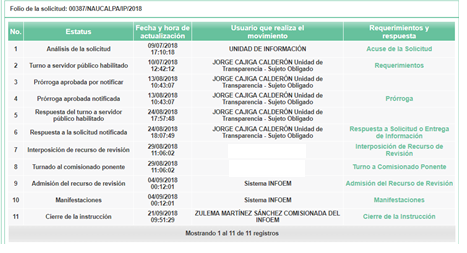 Folio de la solicitud: 00387/NAUCALPA/IP/2018
No. Estatus Fecha y hora de actualización Usuario que realiza el movimiento Requerimientos y respuesta
1 Análisis de la solicitud 09/07/2018 17:10:18 UNIDAD DE INFORMACIÓN Acuse de la Solicitud
2 Turno a servidor público habilitado 10/07/2018 12:42:12 JORGE CAJIGA CALDERÓN Unidad de Transparencia - Sujeto Obligado Requerimientos
3 Prórroga aprobada por notificar 13/08/2018 10:43:07 JORGE CAJIGA CALDERÓN Unidad de Transparencia - Sujeto Obligado
4 Prórroga aprobada notificada 13/08/2018 10:43:07 JORGE CAJIGA CALDERÓN Unidad de Transparencia - Sujeto Obligado Prórroga
5 Respuesta del turno a servidor público habilitado 24/08/2018 17:57:48 JORGE CAJIGA CALDERÓN Unidad de Transparencia - Sujeto Obligado
6 Respuesta a la solicitud notificada 24/08/2018 18:07:49 JORGE CAJIGA CALDERÓN Unidad de Transparencia - Sujeto Obligado Respuesta a Solicitud o Entrega de Información
7 Interposición de recurso de revisión 29/08/2018 11:06:02 Interposición de Recurso de Revisión
8 Turnado al comisionado ponente 29/08/2018 11:06:02 Turno a Comisionado Ponente
9 Admisión del recurso de revisión 04/09/2018 00:12:01 Sistema INFOEM Admisión del Recurso de Revisión
10 Manifestaciones 04/09/2018 00:12:01 Sistema INFOEM Manifestaciones
11 Cierre de la instrucción 21/09/2018 09:51:29 ZULEMA MARTÍNEZ SÁNCHEZ COMISIONADA DEL INFOEM Cierre de la Instrucción
Mostrando 1 al 11 de 11 registros